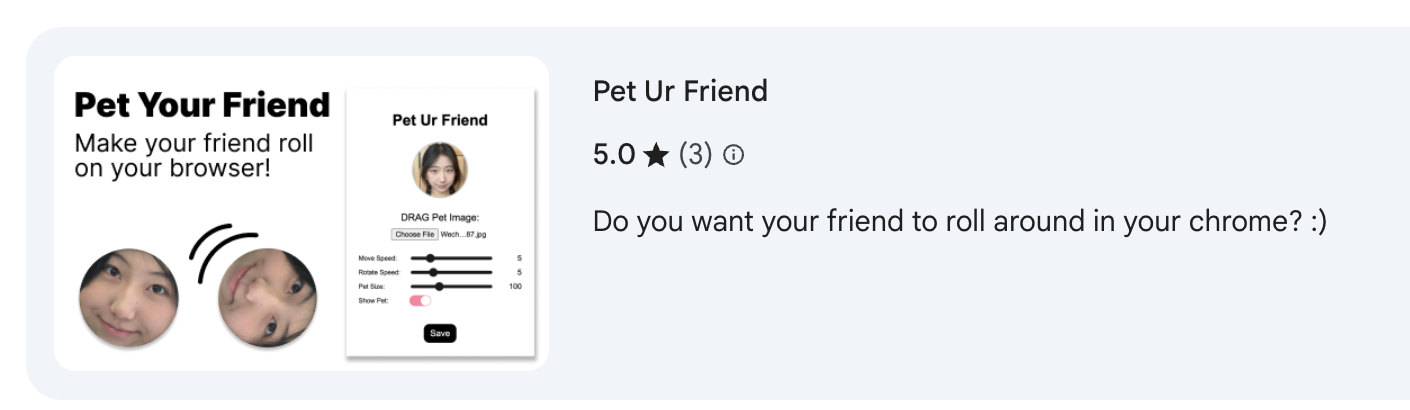 Pet Your Friend
Make your friend roll
on your browser!
Pet Ur Friend
DRAG Pet Image:
Choose File Wech...87.jpg
Move Speed: 5
Rotate Speed: 5
Pet Size: 100
Show Pet:
Save
Pet Ur Friend
5.0 ★ (3)
Do you want your friend to roll around in your chrome? :)